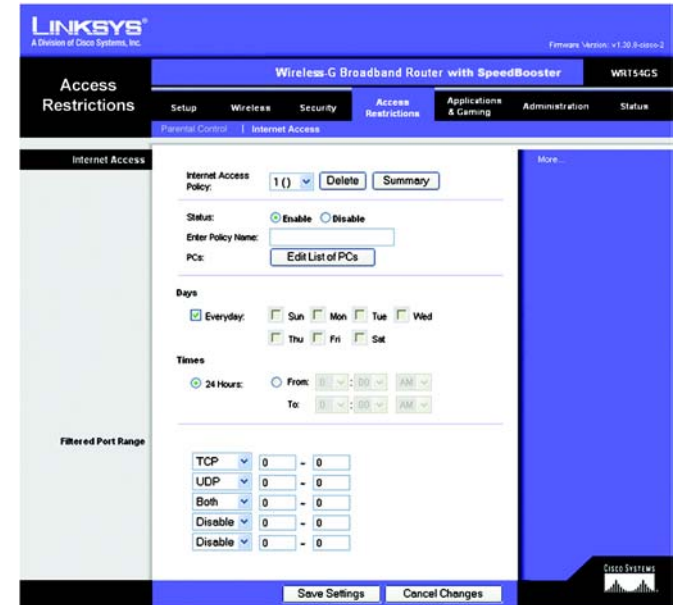 LINKSYS®
A Division of Cisco Systems, Inc.
Firmware Version: v1.30.8-cisco-2
Wireless-G Broadband Router with SpeedBooster WRT54GS
Access Restrictions
Setup Wireless Security Access Restrictions Applications & Gaming Administration Status
Parental Control | Internet Access
Internet Access
More...
Internet Access Policy: 1 () Delete Summary
Status: Enable Disable
Enter Policy Name:
PCs: Edit List of PCs
Days
Everyday: Sun Mon Tue Wed
Thu Fri Sat
Times
24 Hours: From: 0 : 00 AM
To: 0 : 00 AM
Filtered Port Range
TCP 0 - 0
UDP 0 - 0
Both 0 - 0
Disable 0 - 0
Disable 0 - 0
Save Settings Cancel Changes
CISCO SYSTEMS